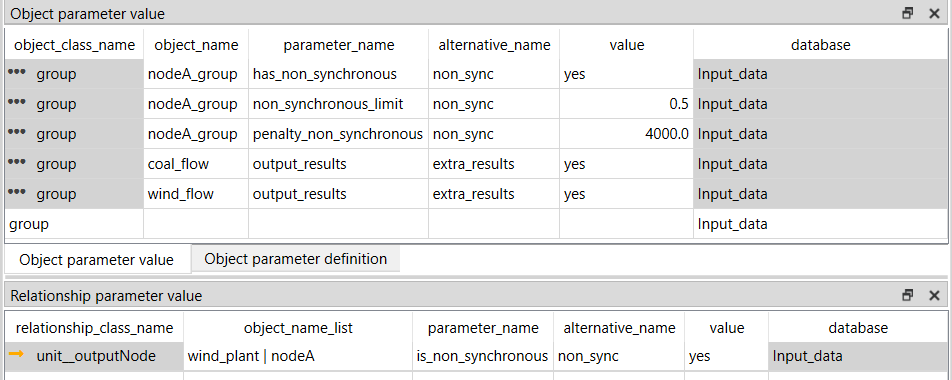 Object parameter value
object_class_name object_name parameter_name alternative_name value database
group nodeA_group has_non_synchronous non_sync yes Input_data
group nodeA_group non_synchronous_limit non_sync 0.5 Input_data
group nodeA_group penalty_non_synchronous non_sync 4000.0 Input_data
group coal_flow output_results extra_results yes Input_data
group wind_flow output_results extra_results yes Input_data
group Input_data
Object parameter value Object parameter definition
Relationship parameter value
relationship_class_name object_name_list parameter_name alternative_name value database
unit__outputNode wind_plant | nodeA is_non_synchronous non_sync yes Input_data